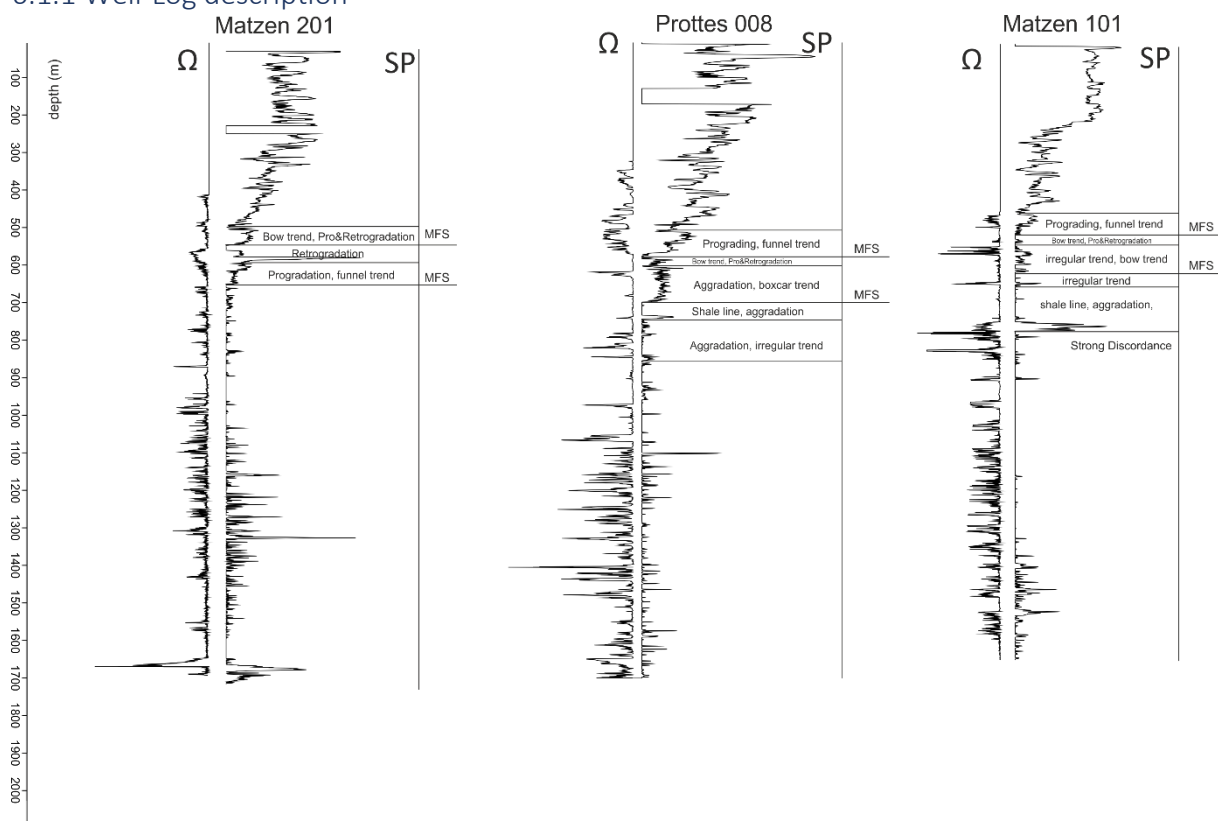 6.1.1 Well Log description
Matzen 201
Prottes 008
Matzen 101
Ω
SP
Ω
SP
Ω
SP
depth (m)
100
200
300
400
500
600
700
800
900
1000
1100
1200
1300
1400
1500
1600
1700
1800
1900
2000
Bow trend, Pro&Retrogradation
MFS
Retrogradation
Progradation, funnel trend
MFS
Prograding, funnel trend
MFS
Bow trend, Pro&Retrogradation
Aggradation, boxcar trend
MFS
Shale line, aggradation
Aggradation, irregular trend
Prograding, funnel trend
MFS
Bow trend, Pro&Retrogradation
irregular trend, bow trend
MFS
irregular trend
shale line, aggradation,
Strong Discordance